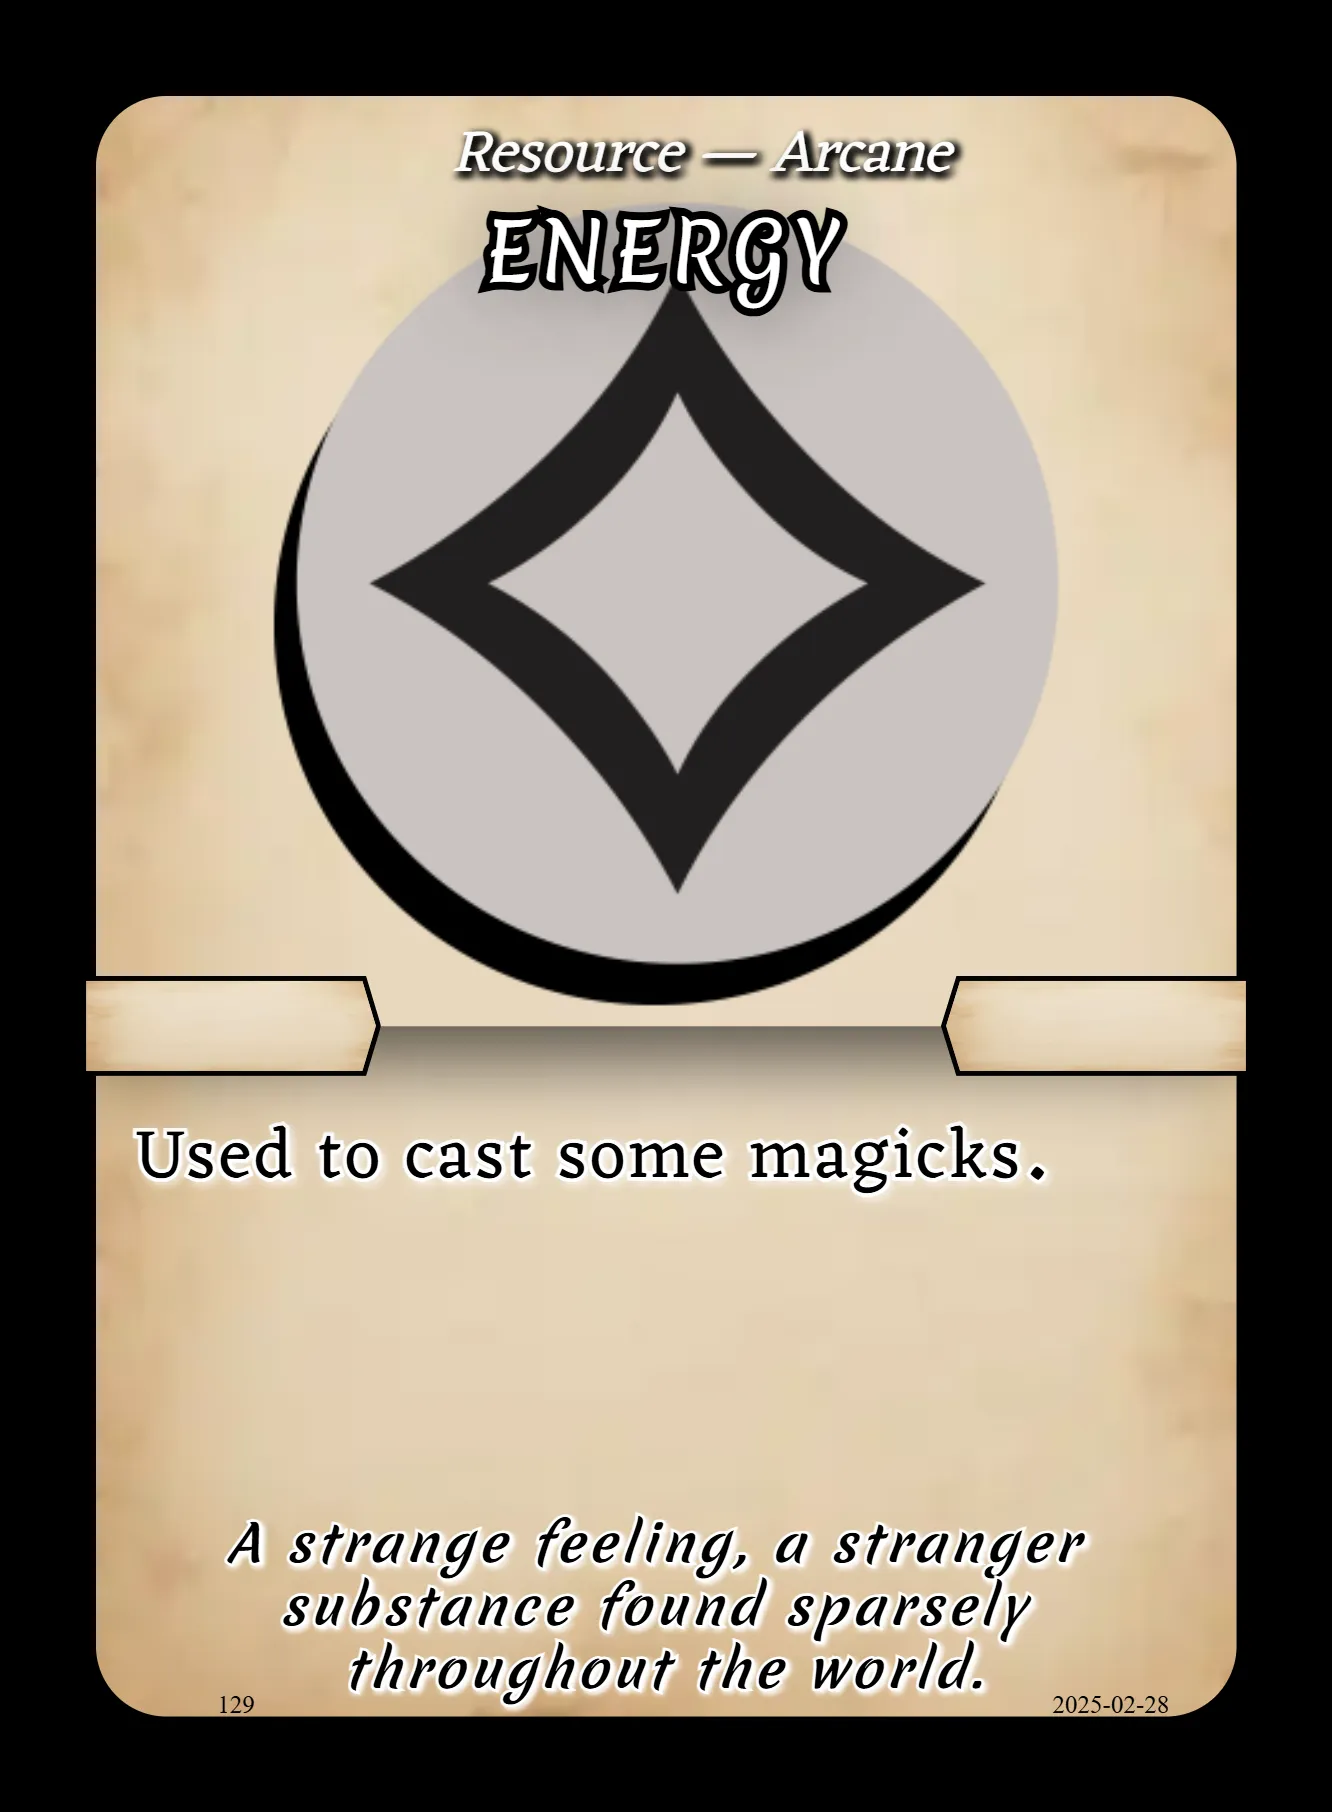 Resource — Arcane
ENERGY
Used to cast some magicks.
A strange feeling, a stranger
substance found sparsely
throughout the world.
129
2025-02-28